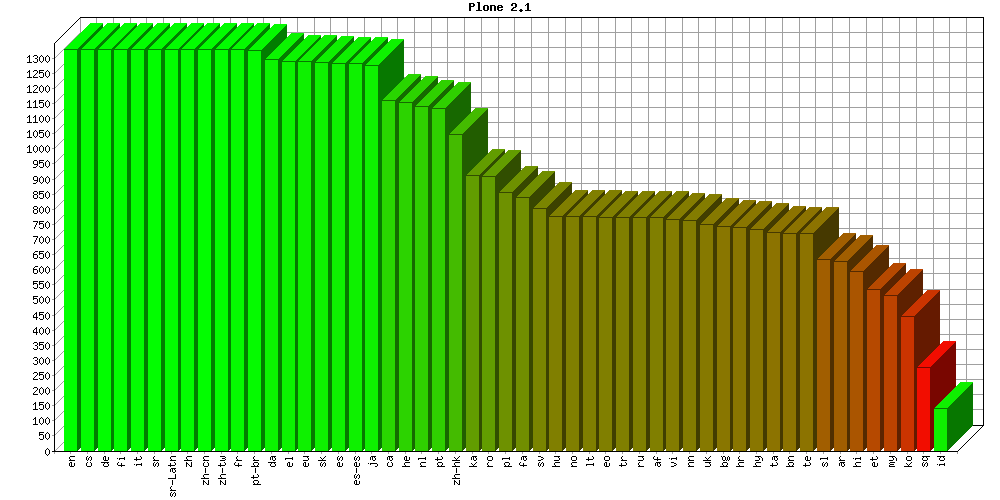 Plone 2.1
1300
1250
1200
1150
1100
1050
1000
950
900
850
800
750
700
650
600
550
500
450
400
350
300
250
200
150
100
50
0
en
cs
de
fi
it
sr
sr-Latn
zh
zh-cn
zh-tw
fr
pt-br
da
el
eu
sk
es
es-es
ja
ca
he
nl
pt
zh-hk
ka
ro
pl
fa
sv
hu
no
lt
eo
tr
ru
af
vi
nn
uk
bg
hr
hy
ta
bn
te
sl
ar
hi
et
my
ko
sq
id